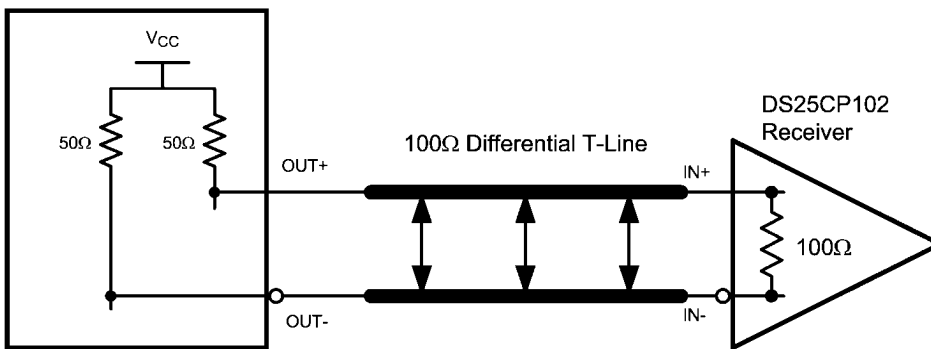 VCC
50Ω
50Ω
OUT+
100Ω Differential T-Line
IN+
DS25CP102
Receiver
100Ω
OUT-
IN-